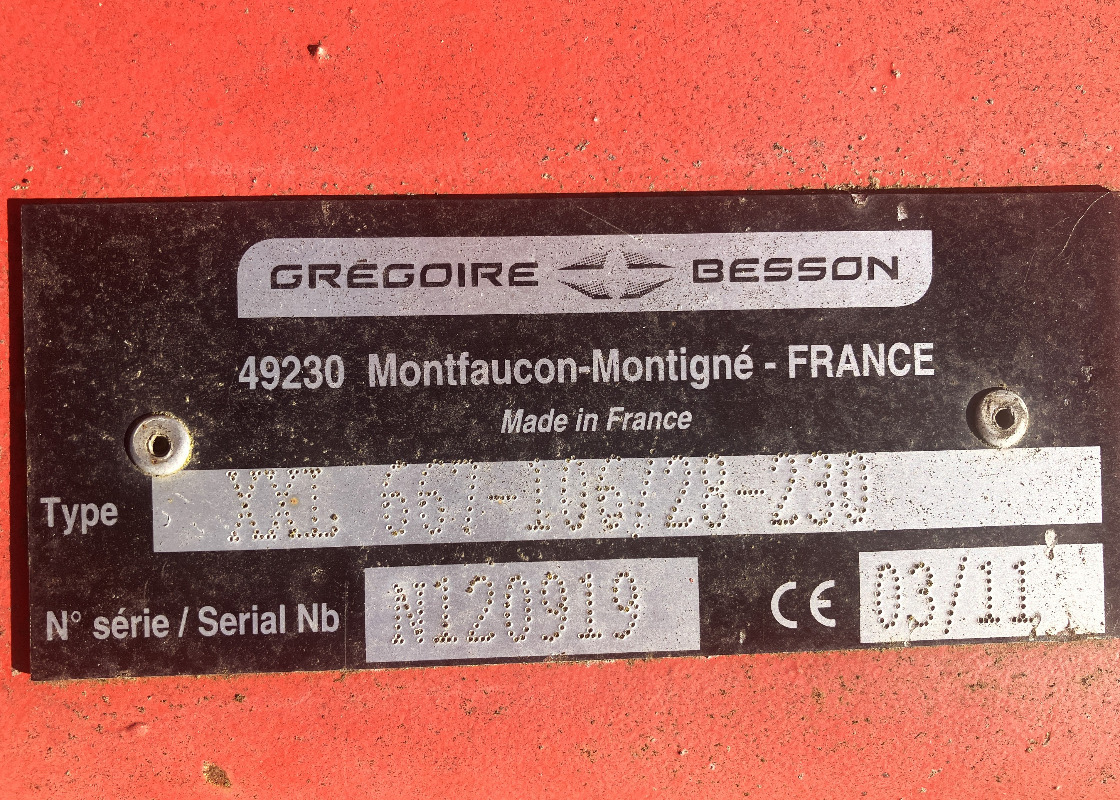 GRÉGOIRE BESSON
49230 Montfaucon-Montigné - FRANCE
Made in France
Type XXL 667-106/28-230
N° série / Serial Nb N120919 CE 03/11